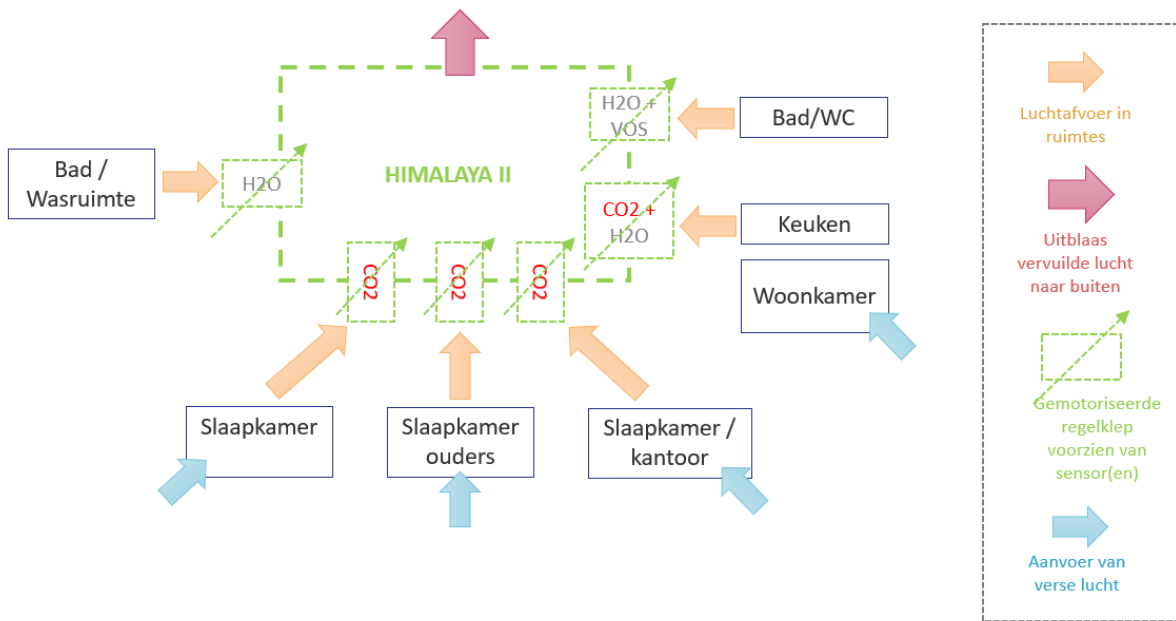 H2O +
VOS
Bad/WC
Bad /
Wasruimte
H2O
HIMALAYA II
CO2 +
H2O
Keuken
CO2
CO2
CO2
Woonkamer
Slaapkamer
Slaapkamer
ouders
Slaapkamer /
kantoor
Luchtafvoer in
ruimtes
Uitblaas
vervuilde lucht
naar buiten
Gemotoriseerde
regelklep
voorzien van
sensor(en)
Aanvoer van
verse lucht